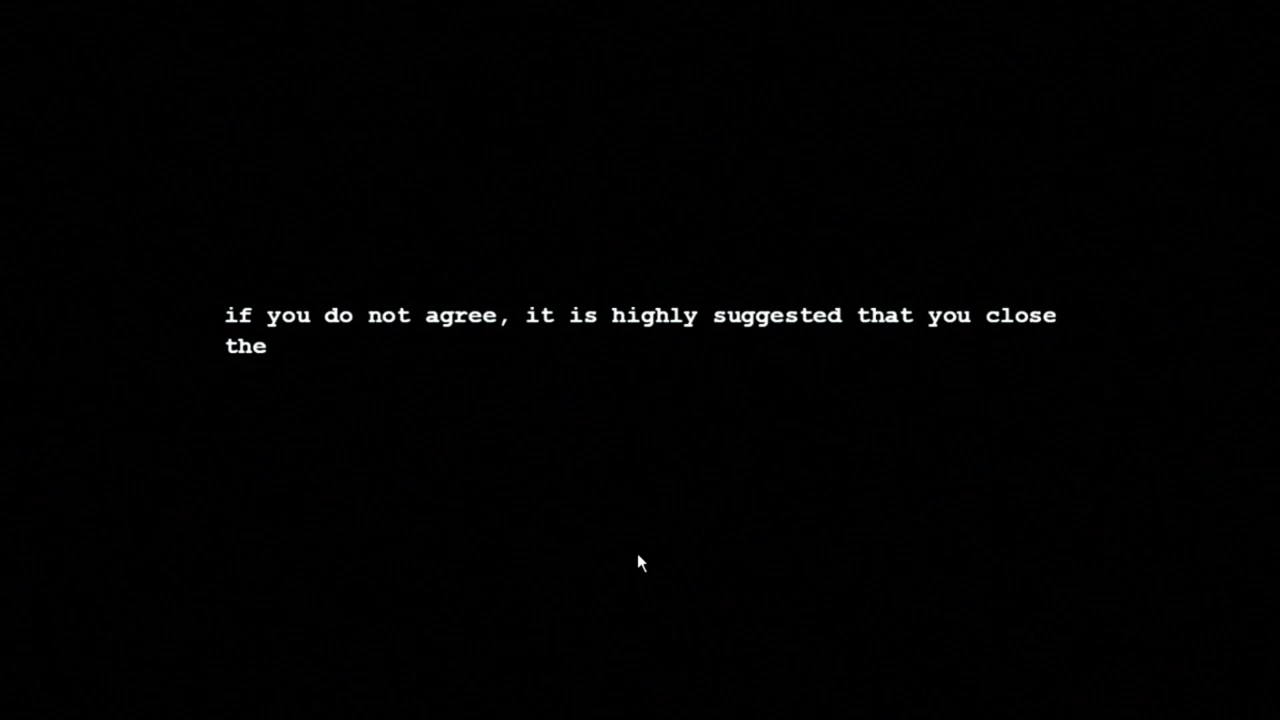 if you do not agree, it is highly suggested that you close
the